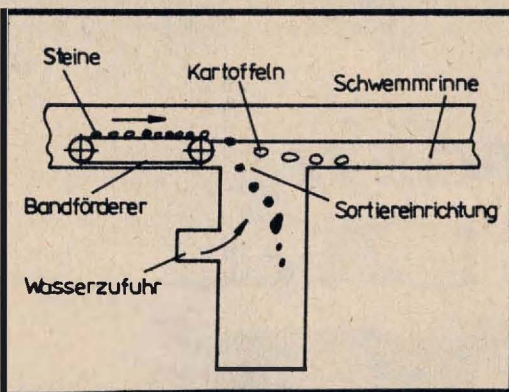 Steine
Kartoffeln
Schwemmrinne
Bandförderer
Sortiereinrichtung
Wasserzufuhr